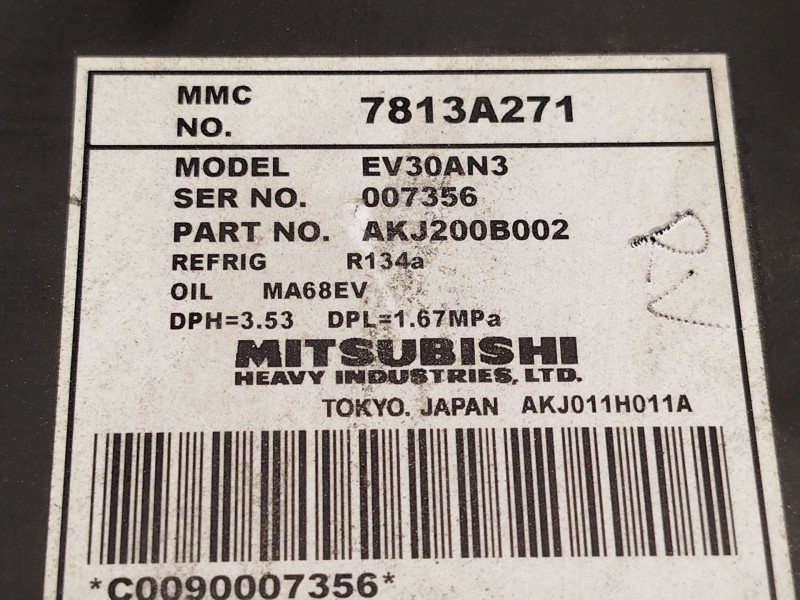 MMC NO. 7813A271
MODEL EV30AN3
SER NO. 007356
PART NO. AKJ200B002
REFRIG R134a
OIL MA68EV
DPH=3.53 DPL=1.67MPa
MITSUBISHI
HEAVY INDUSTRIES, LTD.
TOKYO. JAPAN AKJ011H011A
*C0090007356*